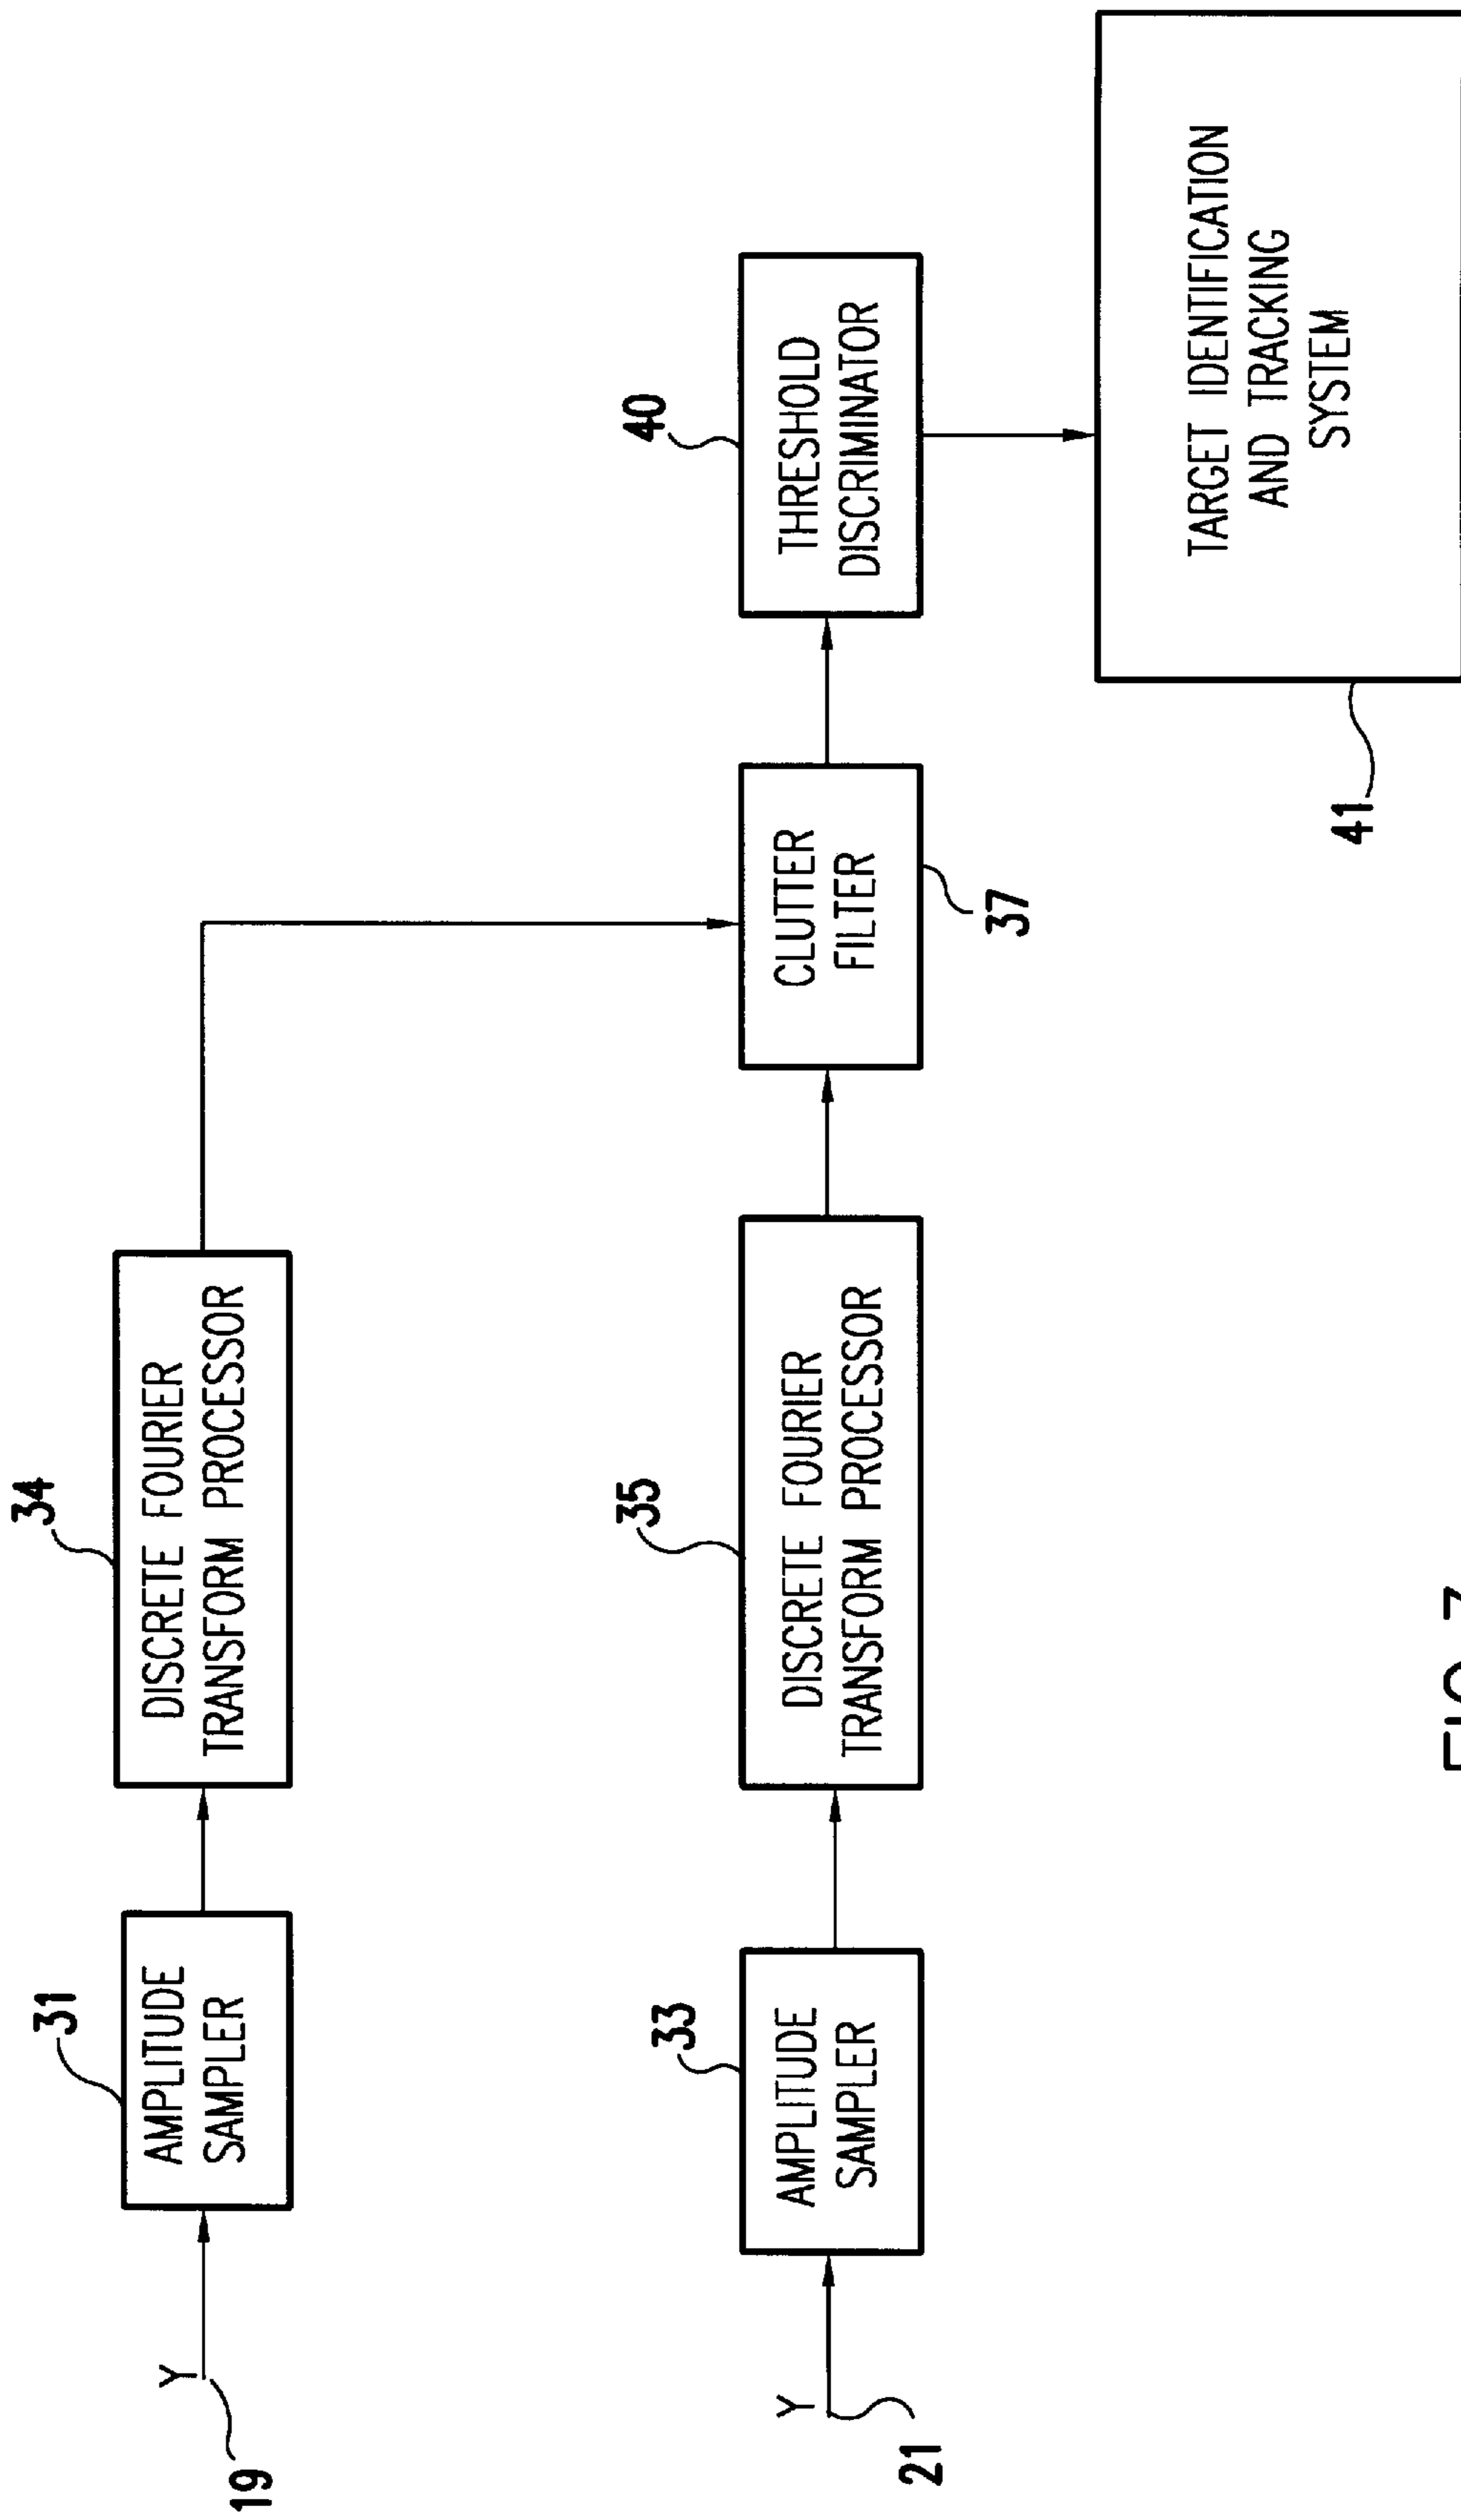 34
DISCRETE FOURIER
TRANSFORM PROCESSOR
31
AMPLITUDE
SAMPLER
Y
19
40
THRESHOLD
DISCRIMINATOR
CLUTTER
FILTER
37
35
DISCRETE FOURIER
TRANSFORM PROCESSOR
33
AMPLITUDE
SAMPLER
Y
21
TARGET IDENTIFICATION
AND TRACKING
SYSTEM
41